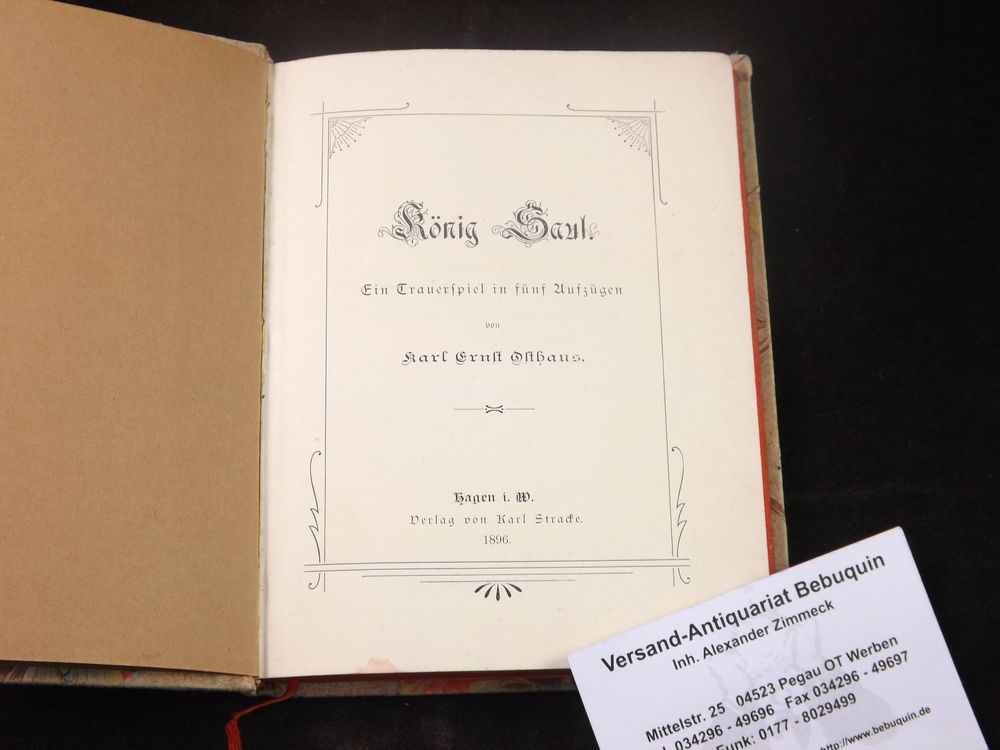 König Saul.
Ein Trauerſpiel in fünf Aufzügen
von
Karl Ernſt Oſthaus.
Hagen i. W.
Verlag von Karl Stracke.
1896.
Versand-Antiquariat Bebuquin
Inh. Alexander Zimmeck
Mittelstr. 25 04523 Pegau OT Werben
034296 - 49696 Fax 034296 - 49697
Funk: 0177 - 8029499
http://www.bebuquin.de